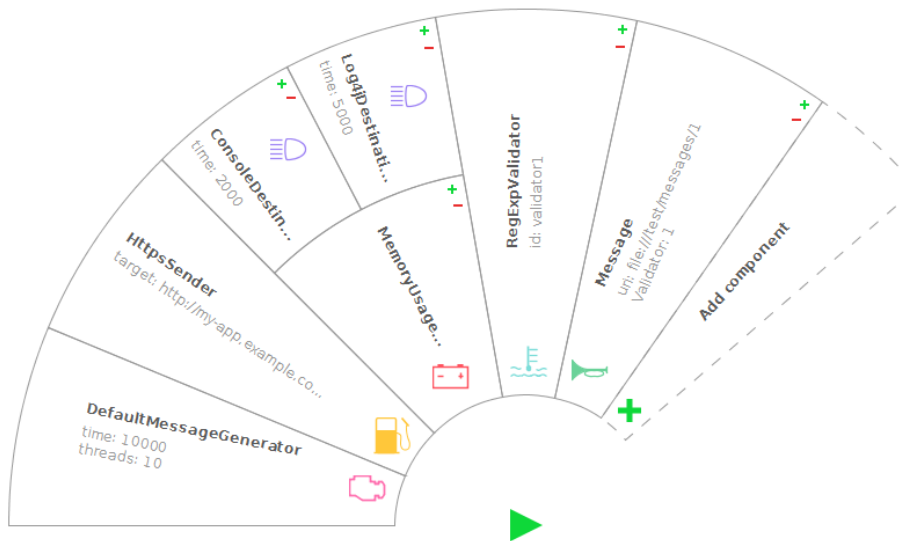 DefaultMessageGenerator
time: 10000
threads: 10
HttpsSender
target: http://my-app.example.co...
ConsoleDestin...
time: 2000
Log4jDestinati...
time: 5000
MemoryUsage...
RegExpValidator
id: validator1
Message
uri: file:///test/messages/1
Validator: 1
Add component